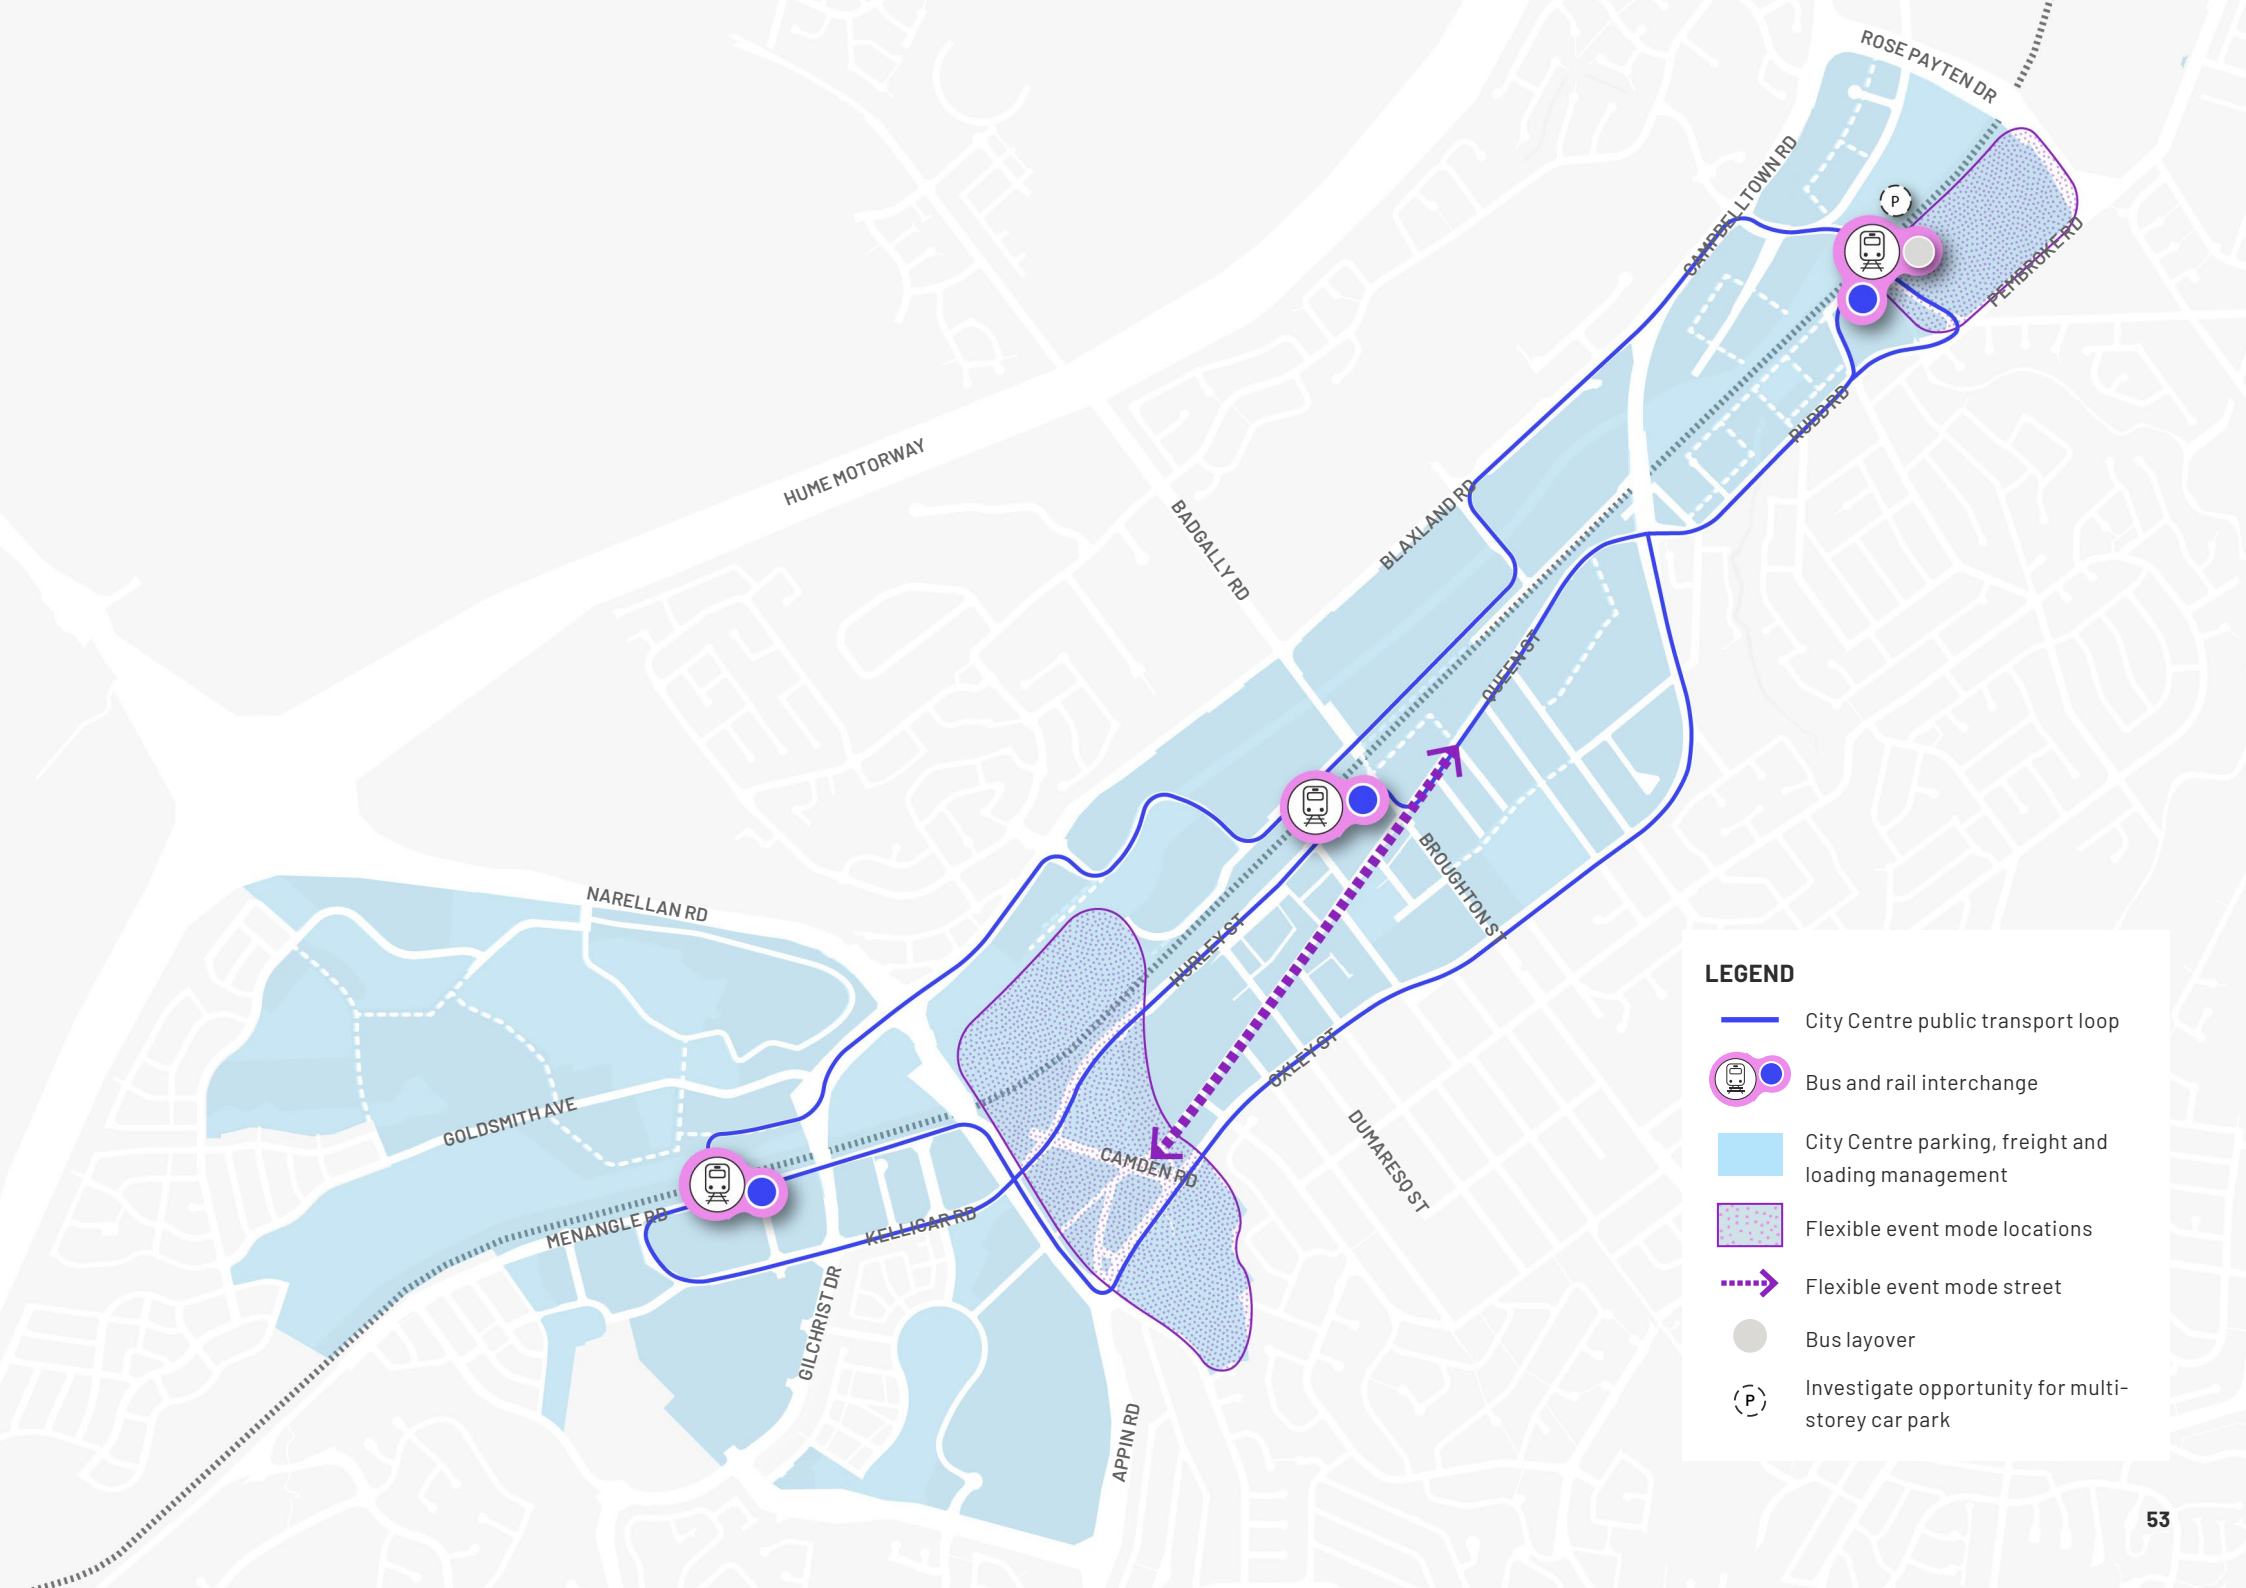 ROSE PAYTEN DR
CAMPBELLTOWN RD
P
PEMBROKE RD
RUDD RD
HUME MOTORWAY
BADGALLY RD
BLAXLAND RD
QUEEN ST
BROUGHTON ST
NARELLAN RD
HURLEY ST
OXLEY ST
GOLDSMITH AVE
CAMDEN RD
DUMARESQ ST
MENANGLE RD
KELLICAR RD
GILCHRIST DR
APPIN RD
LEGEND
City Centre public transport loop
Bus and rail interchange
City Centre parking, freight and
loading management
Flexible event mode locations
Flexible event mode street
Bus layover
P
Investigate opportunity for multi-
storey car park
53